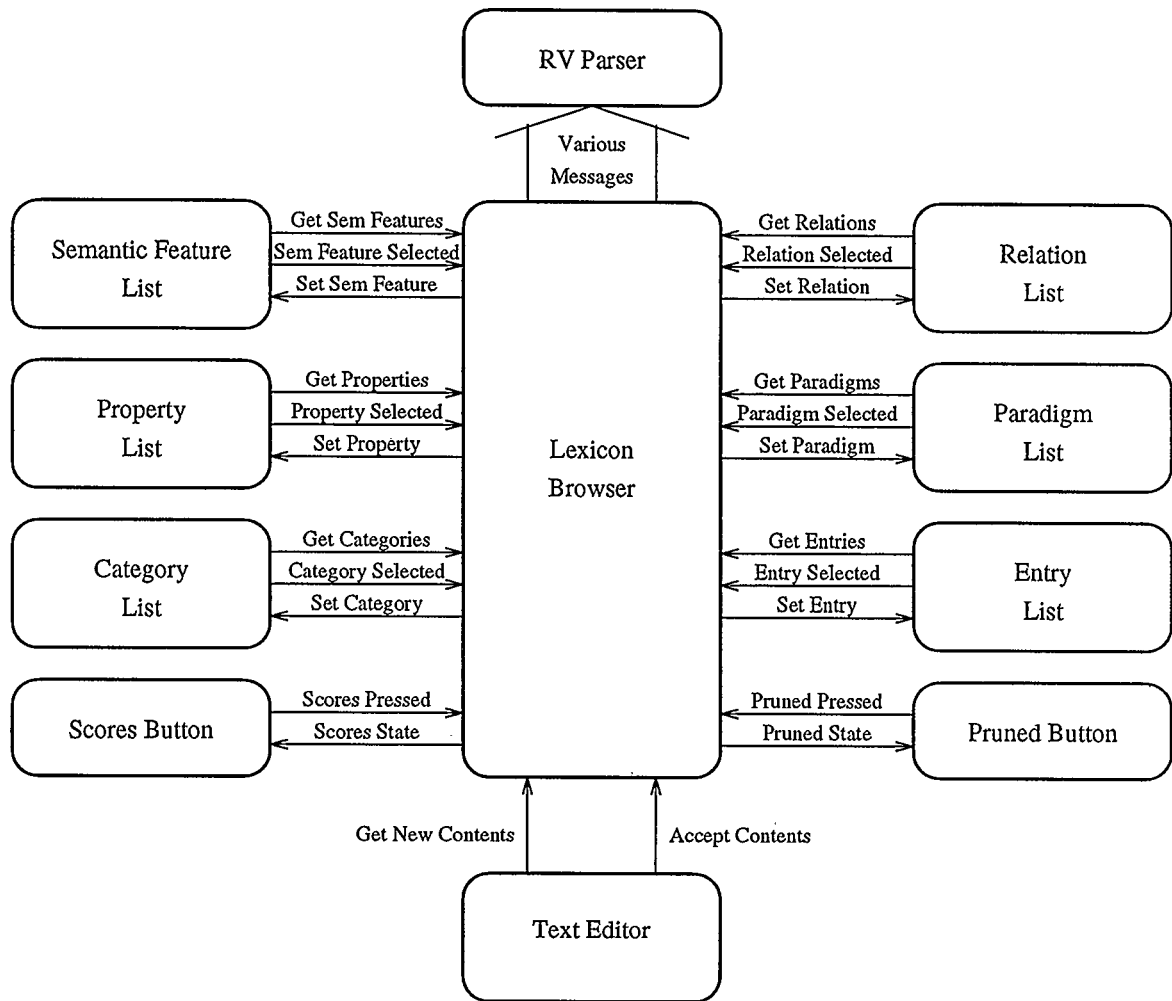 RV Parser
Various
Messages
Semantic Feature
List
Get Sem Features
Sem Feature Selected
Set Sem Feature
Get Relations
Relation Selected
Set Relation
Relation
List
Property
List
Get Properties
Property Selected
Set Property
Lexicon
Browser
Get Paradigms
Paradigm Selected
Set Paradigm
Paradigm
List
Category
List
Get Categories
Category Selected
Set Category
Get Entries
Entry Selected
Set Entry
Entry
List
Scores Button
Scores Pressed
Scores State
Pruned Pressed
Pruned State
Pruned Button
Get New Contents
Accept Contents
Text Editor